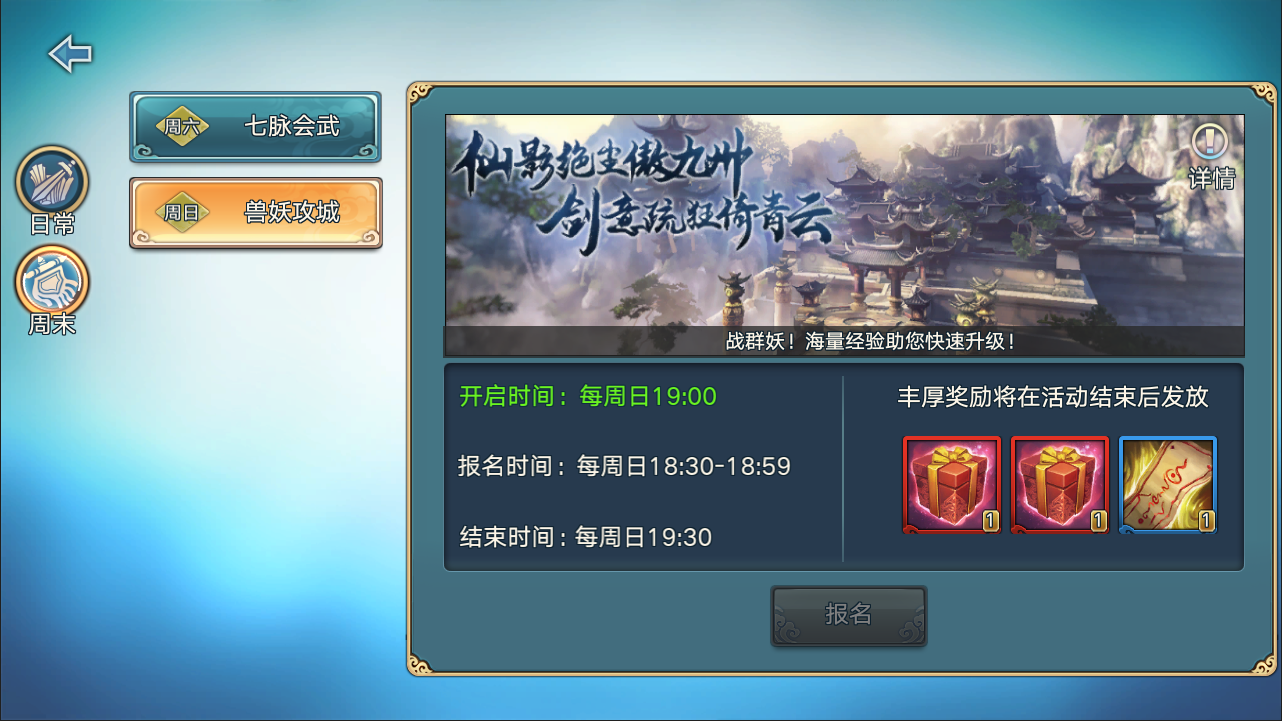 周六 七脉会武
周日 兽妖攻城
日常
周末
仙影绝尘傲九州
剑意疏狂倚青云
详情
战群妖！海量经验助您快速升级！
开启时间：每周日19:00
报名时间：每周日18:30-18:59
结束时间：每周日19:30
丰厚奖励将在活动结束后发放
1
1
1
报名